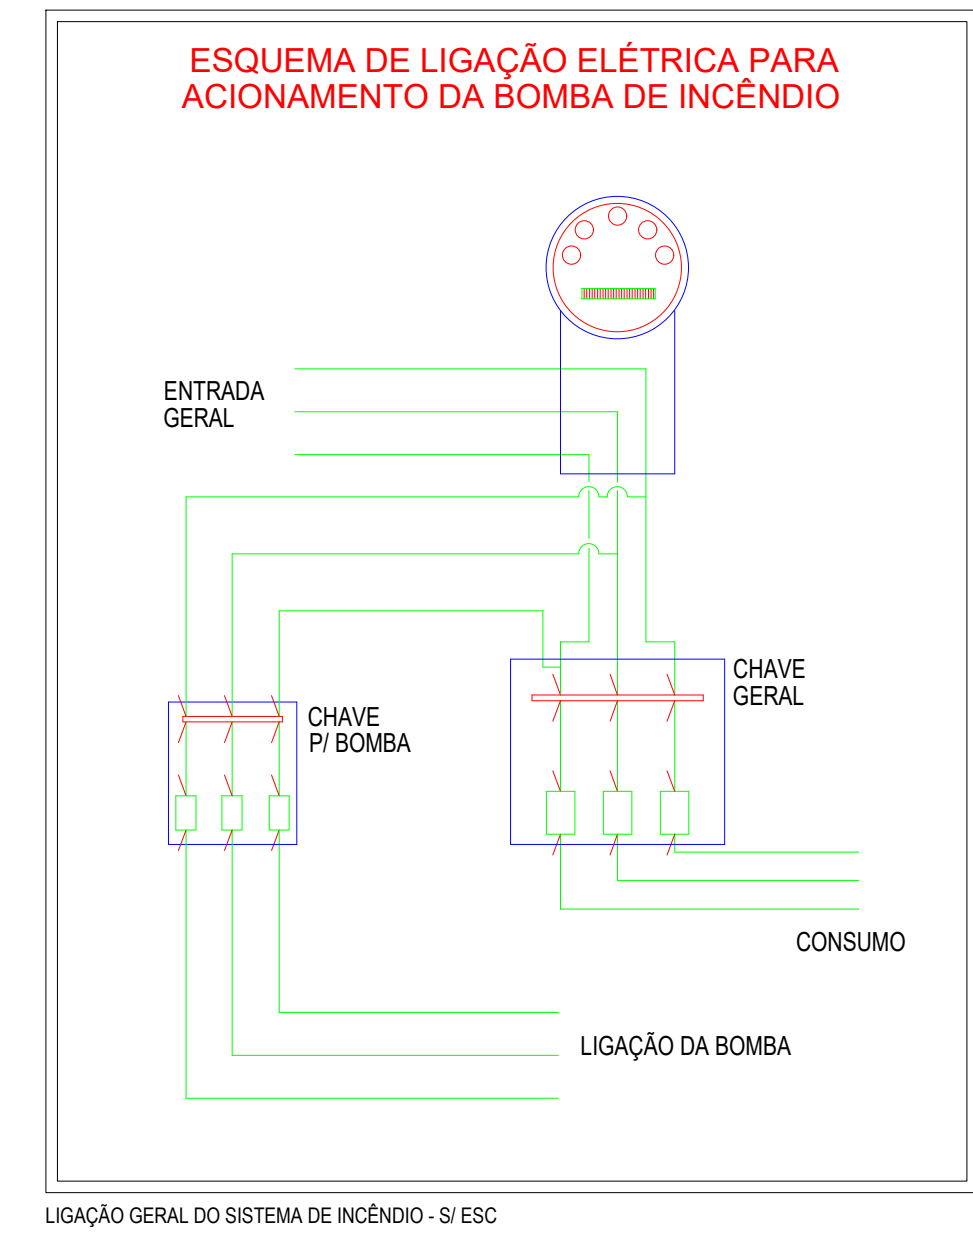 ESQUEMA DE LIGAÇÃO ELÉTRICA PARA
ACIONAMENTO DA BOMBA DE INCÊNDIO
ENTRADA
GERAL
CHAVE
GERAL
CHAVE
P/ BOMBA
CONSUMO
LIGAÇÃO DA BOMBA
LIGAÇÃO GERAL DO SISTEMA DE INCÊNDIO - S/ ESC